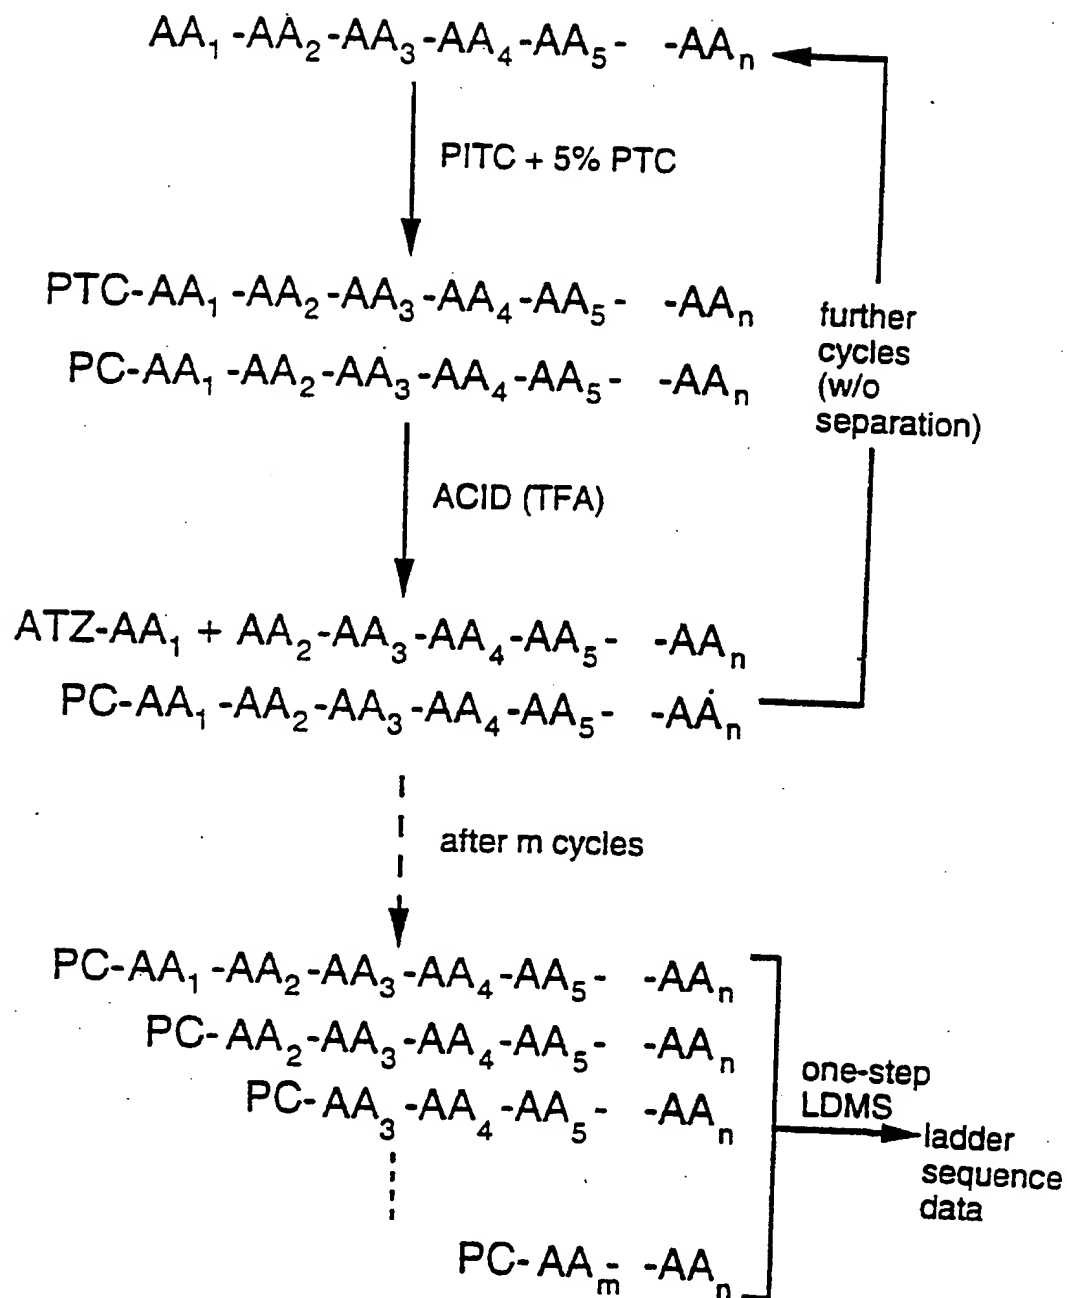 AA₁ -AA₂-AA₃-AA₄-AA₅- -AAₙ
PITC + 5% PTC
PTC-AA₁ -AA₂-AA₃-AA₄-AA₅- -AAₙ
PC-AA₁ -AA₂-AA₃-AA₄-AA₅- -AAₙ
further
cycles
(w/o
separation)
ACID (TFA)
ATZ-AA₁ + AA₂-AA₃-AA₄-AA₅- -AAₙ
PC-AA₁ -AA₂-AA₃-AA₄-AA₅- -AAₙ
after m cycles
PC-AA₁ -AA₂-AA₃-AA₄-AA₅- -AAₙ
PC-AA₂-AA₃-AA₄-AA₅- -AAₙ
PC-AA₃-AA₄-AA₅- -AAₙ
PC-AAₘ- -AAₙ
one-step
LDMS
ladder
sequence
data